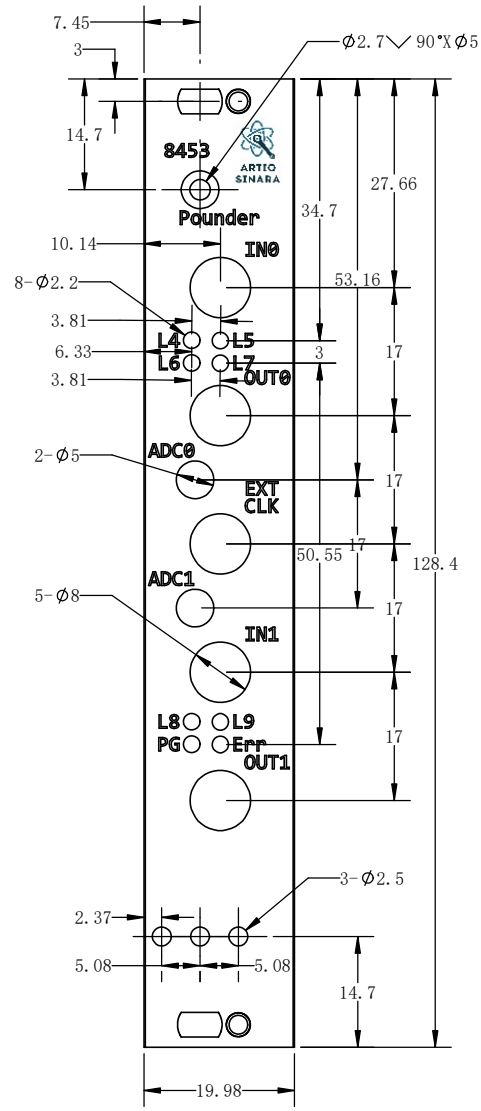 7.45
3
Φ2.7 90°XΦ5
14.7
8453
ARTIQ
SINARA
27.66
34.7
Pounder
10.14
IN0
53.16
8-Φ2.2
3.81
L4 L5
3
17
6.33
L6 L7
3.81
OUT0
ADC0
2-Φ5
EXT
CLK
17
50.55
17
128.4
ADC1
5-Φ8
IN1
17
L8 L9
PG Err
OUT1
17
3-Φ2.5
2.37
5.08
5.08
14.7
19.98